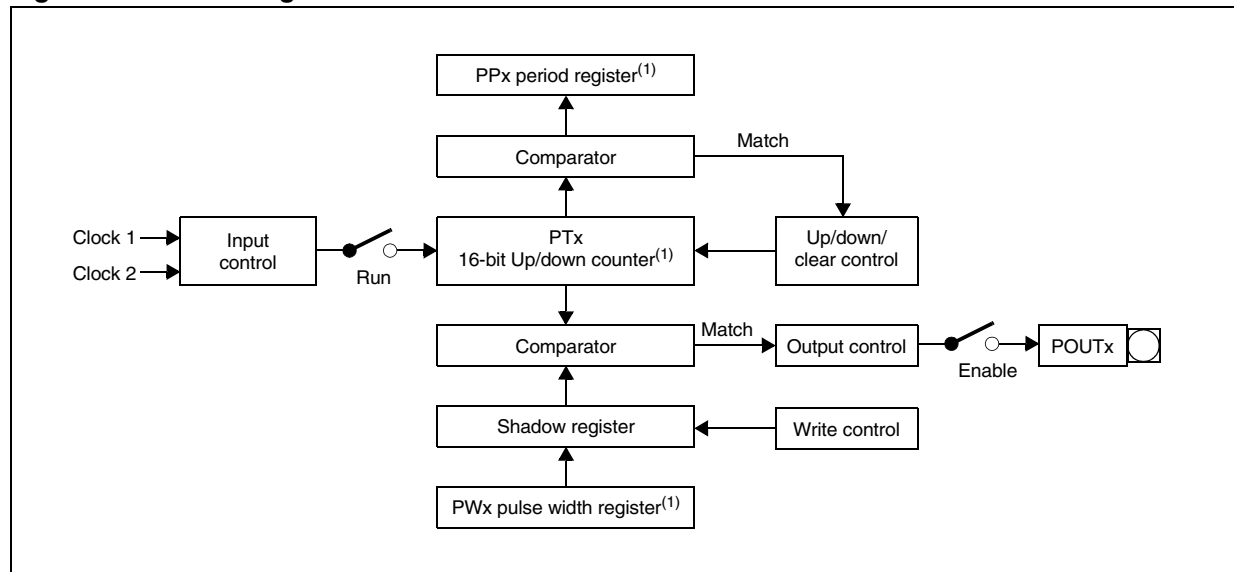 PPx period register(1)
Comparator
Match
Clock 1
Clock 2
Input
control
Run
PTx
16-bit Up/down counter(1)
Up/down/
clear control
Comparator
Match
Output control
Enable
POUTx
Shadow register
Write control
PWx pulse width register(1)